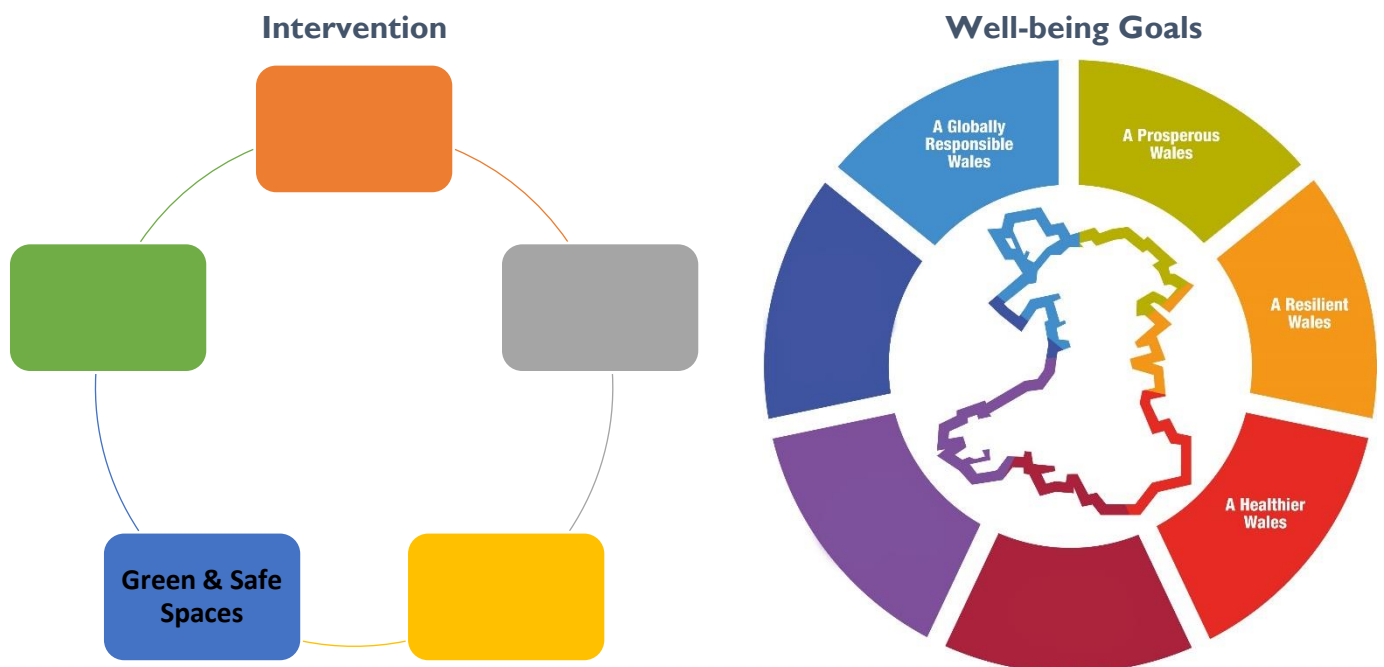 Intervention
Green & Safe
Spaces
Well-being Goals
A Globally
Responsible
Wales
A Prosperous
Wales
A Resilient
Wales
A Healthier
Wales